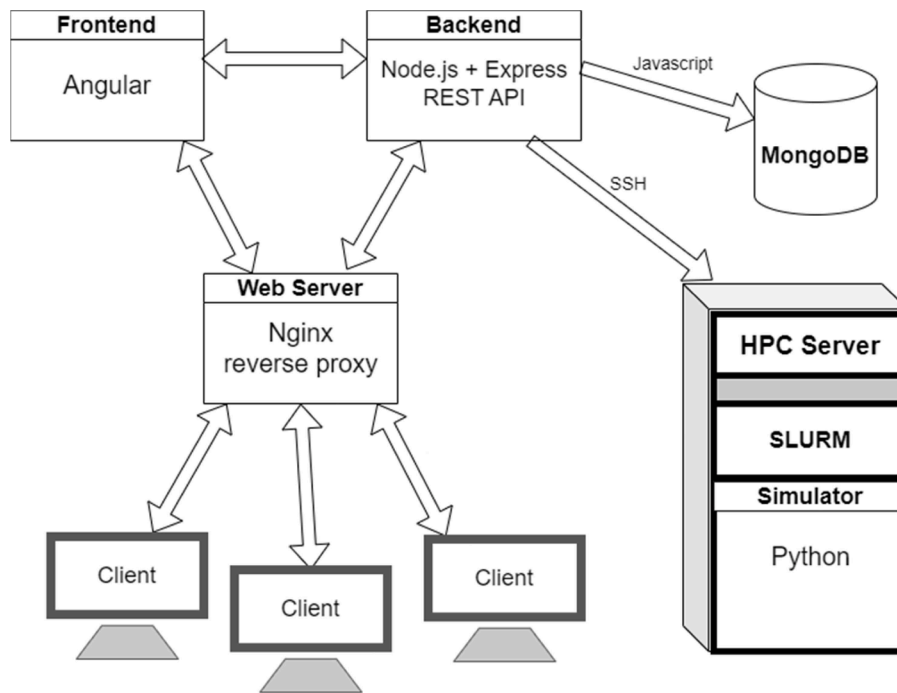 Frontend
Angular
Backend
Node.js + Express
REST API
Javascript
MongoDB
SSH
Web Server
Nginx
reverse proxy
HPC Server
SLURM
Simulator
Python
Client
Client
Client